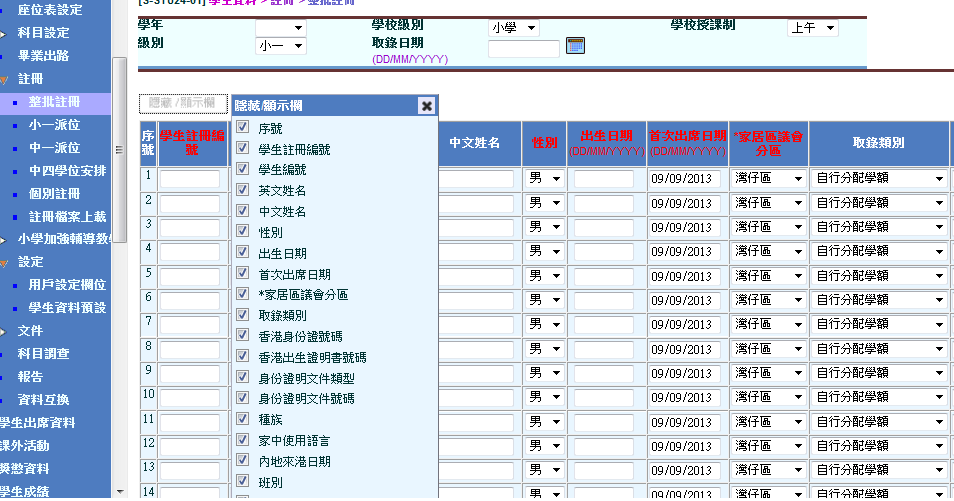 座位表設定
科目設定
畢業出路
註冊
整批註冊
小一派位
中一派位
中四學位安排
個別註冊
註冊檔案上載
小學加強輔導教
設定
用戶設定欄位
學生資料預設
文件
科目調查
報告
資料互換
學生出席資料
課外活動
獎懲資料
學生成績
[S-STU24-01] 學生資料 > 註冊 > 整批註冊
學年 學校級別 小學 學校授課制 上午
級別 小一 取錄日期
(DD/MM/YYYY)
隱藏 /顯示欄
隱藏/顯示欄
序號
學生註冊編號
學生編號
英文姓名
中文姓名
性別
出生日期
首次出席日期
*家居區議會分區
取錄類別
香港身份證號碼
香港出生證明書號碼
身份證明文件類型
身份證明文件號碼
種族
家中使用語言
內地來港日期
班別
序號 學生註冊編號 中文姓名 性別 出生日期 (DD/MM/YYYY) 首次出席日期 (DD/MM/YYYY) *家居區議會分區 取錄類別
1 男 09/09/2013 灣仔區 自行分配學額
2 男 09/09/2013 灣仔區 自行分配學額
3 男 09/09/2013 灣仔區 自行分配學額
4 男 09/09/2013 灣仔區 自行分配學額
5 男 09/09/2013 灣仔區 自行分配學額
6 男 09/09/2013 灣仔區 自行分配學額
7 男 09/09/2013 灣仔區 自行分配學額
8 男 09/09/2013 灣仔區 自行分配學額
9 男 09/09/2013 灣仔區 自行分配學額
10 男 09/09/2013 灣仔區 自行分配學額
11 男 09/09/2013 灣仔區 自行分配學額
12 男 09/09/2013 灣仔區 自行分配學額
13 男 09/09/2013 灣仔區 自行分配學額
14 男 09/09/2013 灣仔區 自行分配學額